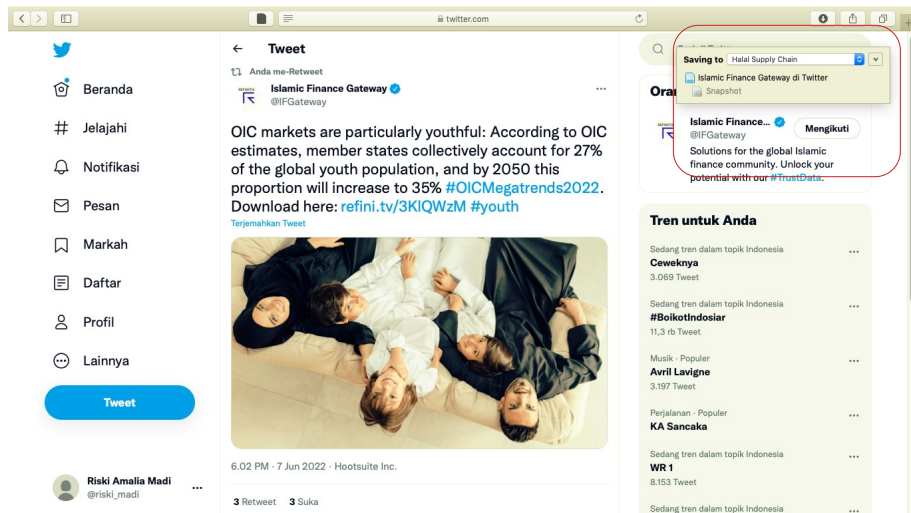 twitter.com
Beranda
Jelajahi
Notifikasi
Pesan
Markah
Daftar
Profil
Lainnya
Tweet
Riski Amalia Madi
@riski_madi
Tweet
Anda me-Retweet
Islamic Finance Gateway
@IFGateway
OIC markets are particularly youthful: According to OIC
estimates, member states collectively account for 27%
of the global youth population, and by 2050 this
proportion will increase to 35% #OICMegatrends2022.
Download here: refini.tv/3KlQWzM #youth
Terjemahkan Tweet
6.02 PM · 7 Jun 2022 · Hootsuite Inc.
3 Retweet 3 Suka
Saving to Halal Supply Chain
Islamic Finance Gateway di Twitter
Snapshot
Islamic Finance...
@IFGateway
Mengikuti
Solutions for the global Islamic
finance community. Unlock your
potential with our #TrustData.
Tren untuk Anda
Sedang tren dalam topik Indonesia
Ceweknya
3.069 Tweet
Sedang tren dalam topik Indonesia
#BoikotIndosiar
11,3 rb Tweet
Musik · Populer
Avril Lavigne
3.197 Tweet
Perjalanan · Populer
KA Sancaka
Sedang tren dalam topik Indonesia
WR 1
8.153 Tweet
Sedang tren dalam topik Indonesia